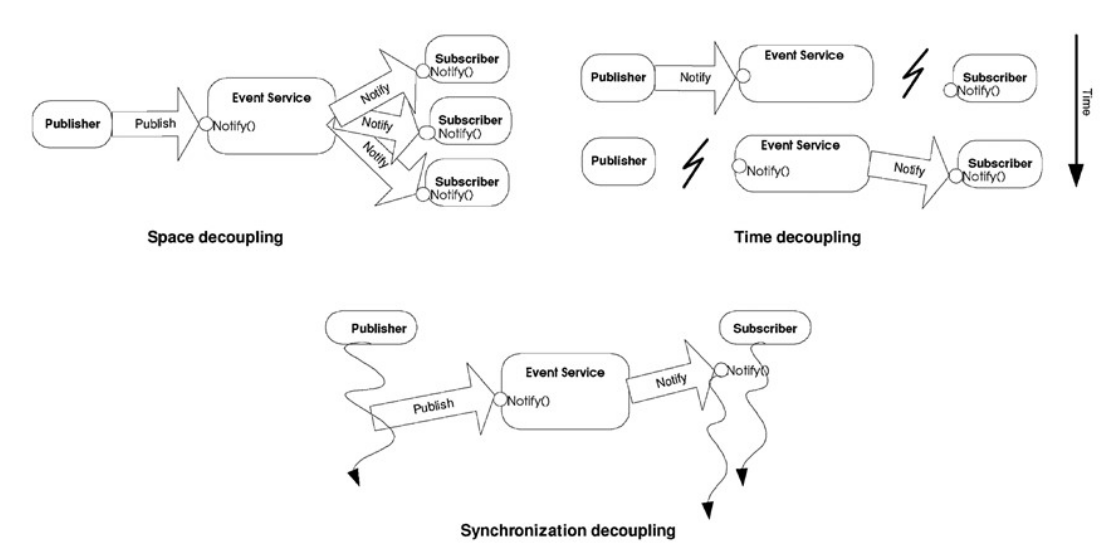 Publisher
Publish
Notify()
Event Service
Notify
Notify
Notify
Subscriber
Notify()
Subscriber
Notify()
Subscriber
Notify()
Space decoupling
Publisher
Notify
Event Service
Subscriber
Notify()
Time
Publisher
Event Service
Notify()
Notify
Subscriber
Notify()
Time decoupling
Publisher
Publish
Event Service
Notify()
Notify
Subscriber
Notify()
Synchronization decoupling